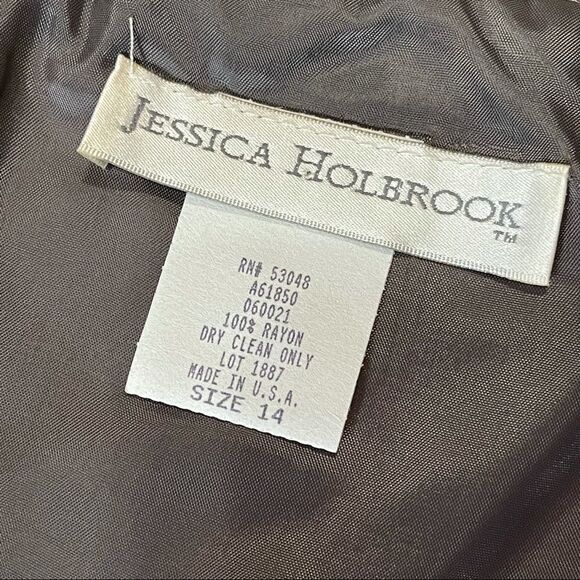 JESSICA HOLBROOK
TM
RN# 53048
A61850
060021
100% RAYON
DRY CLEAN ONLY
LOT 1887
MADE IN U.S.A.
SIZE 14